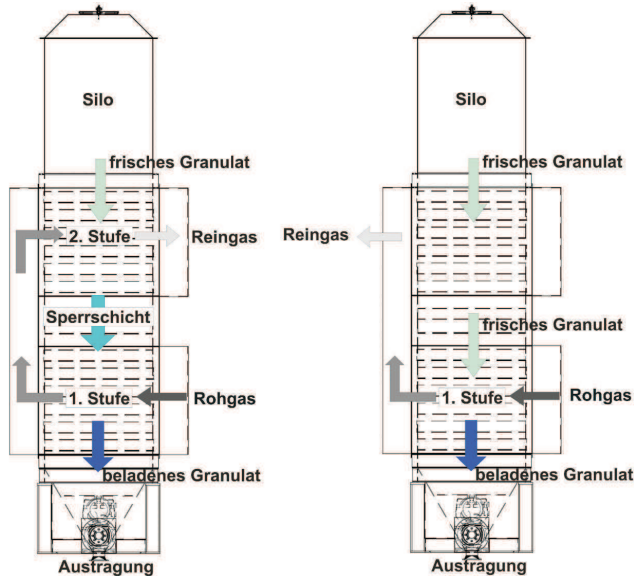 Silo
frisches Granulat
2. Stufe
Reingas
Sperrschicht
1. Stufe
Rohgas
beladenes Granulat
Austragung
Silo
frisches Granulat
Reingas
frisches Granulat
1. Stufe
Rohgas
beladenes Granulat
Austragung